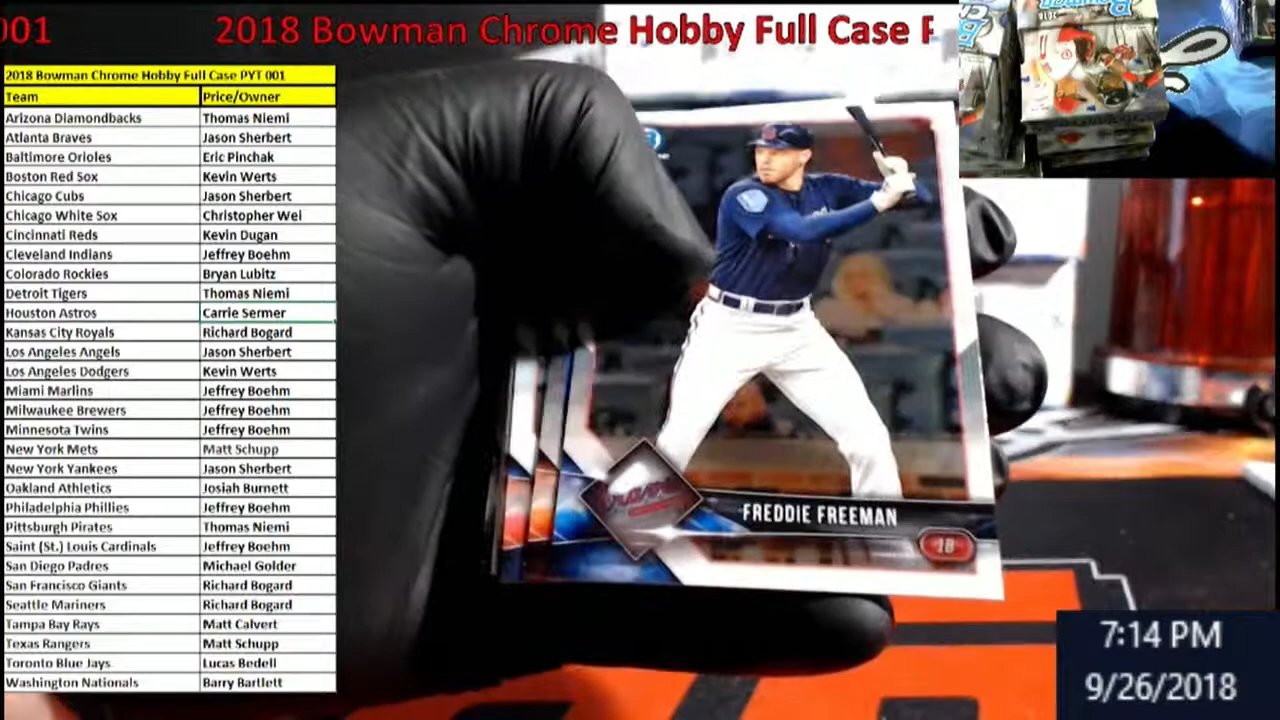 001 2018 Bowman Chrome Hobby Full Case P
2018 Bowman Chrome Hobby Full Case PYT 001
Team Price/Owner
Arizona Diamondbacks Thomas Niemi
Atlanta Braves Jason Sherbert
Baltimore Orioles Eric Pinchak
Boston Red Sox Kevin Werts
Chicago Cubs Jason Sherbert
Chicago White Sox Christopher Wei
Cincinnati Reds Kevin Dugan
Cleveland Indians Jeffrey Boehm
Colorado Rockies Bryan Lubitz
Detroit Tigers Thomas Niemi
Houston Astros Carrie Sermer
Kansas City Royals Richard Bogard
Los Angeles Angels Jason Sherbert
Los Angeles Dodgers Kevin Werts
Miami Marlins Jeffrey Boehm
Milwaukee Brewers Jeffrey Boehm
Minnesota Twins Jeffrey Boehm
New York Mets Matt Schupp
New York Yankees Jason Sherbert
Oakland Athletics Josiah Burnett
Philadelphia Phillies Jeffrey Boehm
Pittsburgh Pirates Thomas Niemi
Saint (St.) Louis Cardinals Jeffrey Boehm
San Diego Padres Michael Golder
San Francisco Giants Richard Bogard
Seattle Mariners Richard Bogard
Tampa Bay Rays Matt Calvert
Texas Rangers Matt Schupp
Toronto Blue Jays Lucas Bedell
Washington Nationals Barry Bartlett
Braves
FREDDIE FREEMAN
18
7:14 PM
9/26/2018